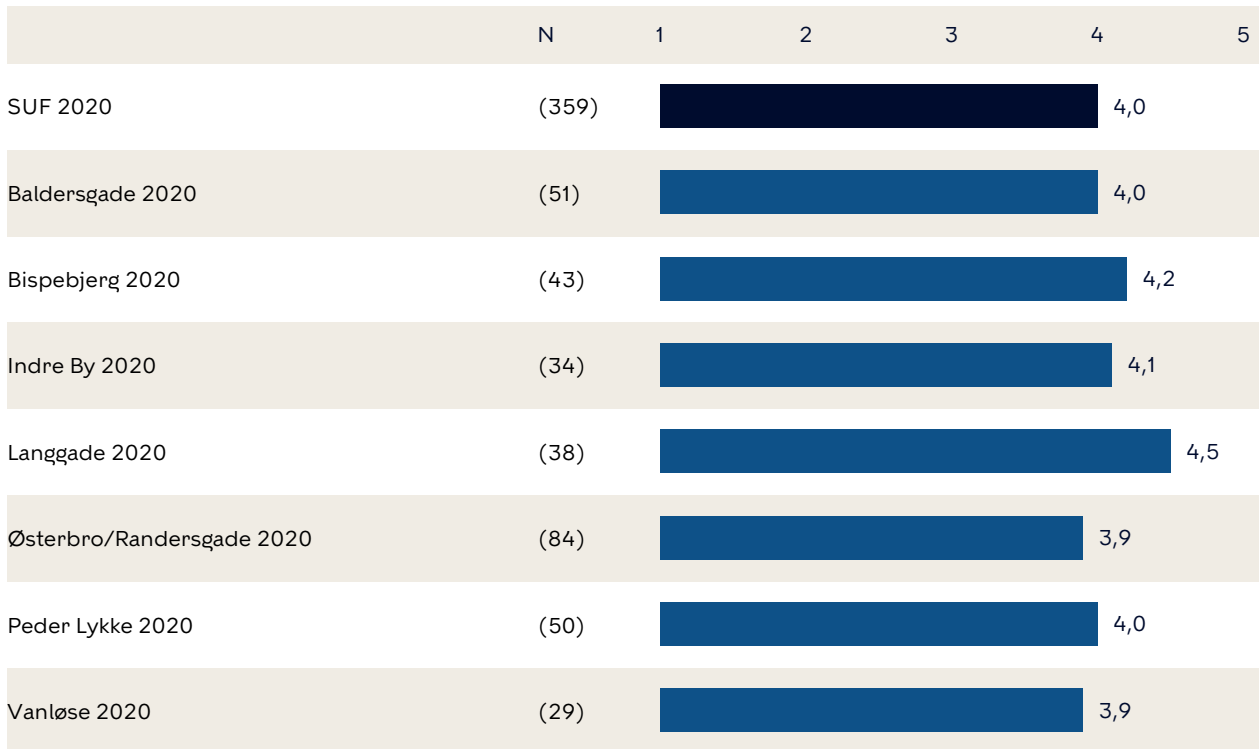 N 1 2 3 4 5
SUF 2020 (359) 4,0
Baldersgade 2020 (51) 4,0
Bispebjerg 2020 (43) 4,2
Indre By 2020 (34) 4,1
Langgade 2020 (38) 4,5
Østerbro/Randersgade 2020 (84) 3,9
Peder Lykke 2020 (50) 4,0
Vanløse 2020 (29) 3,9